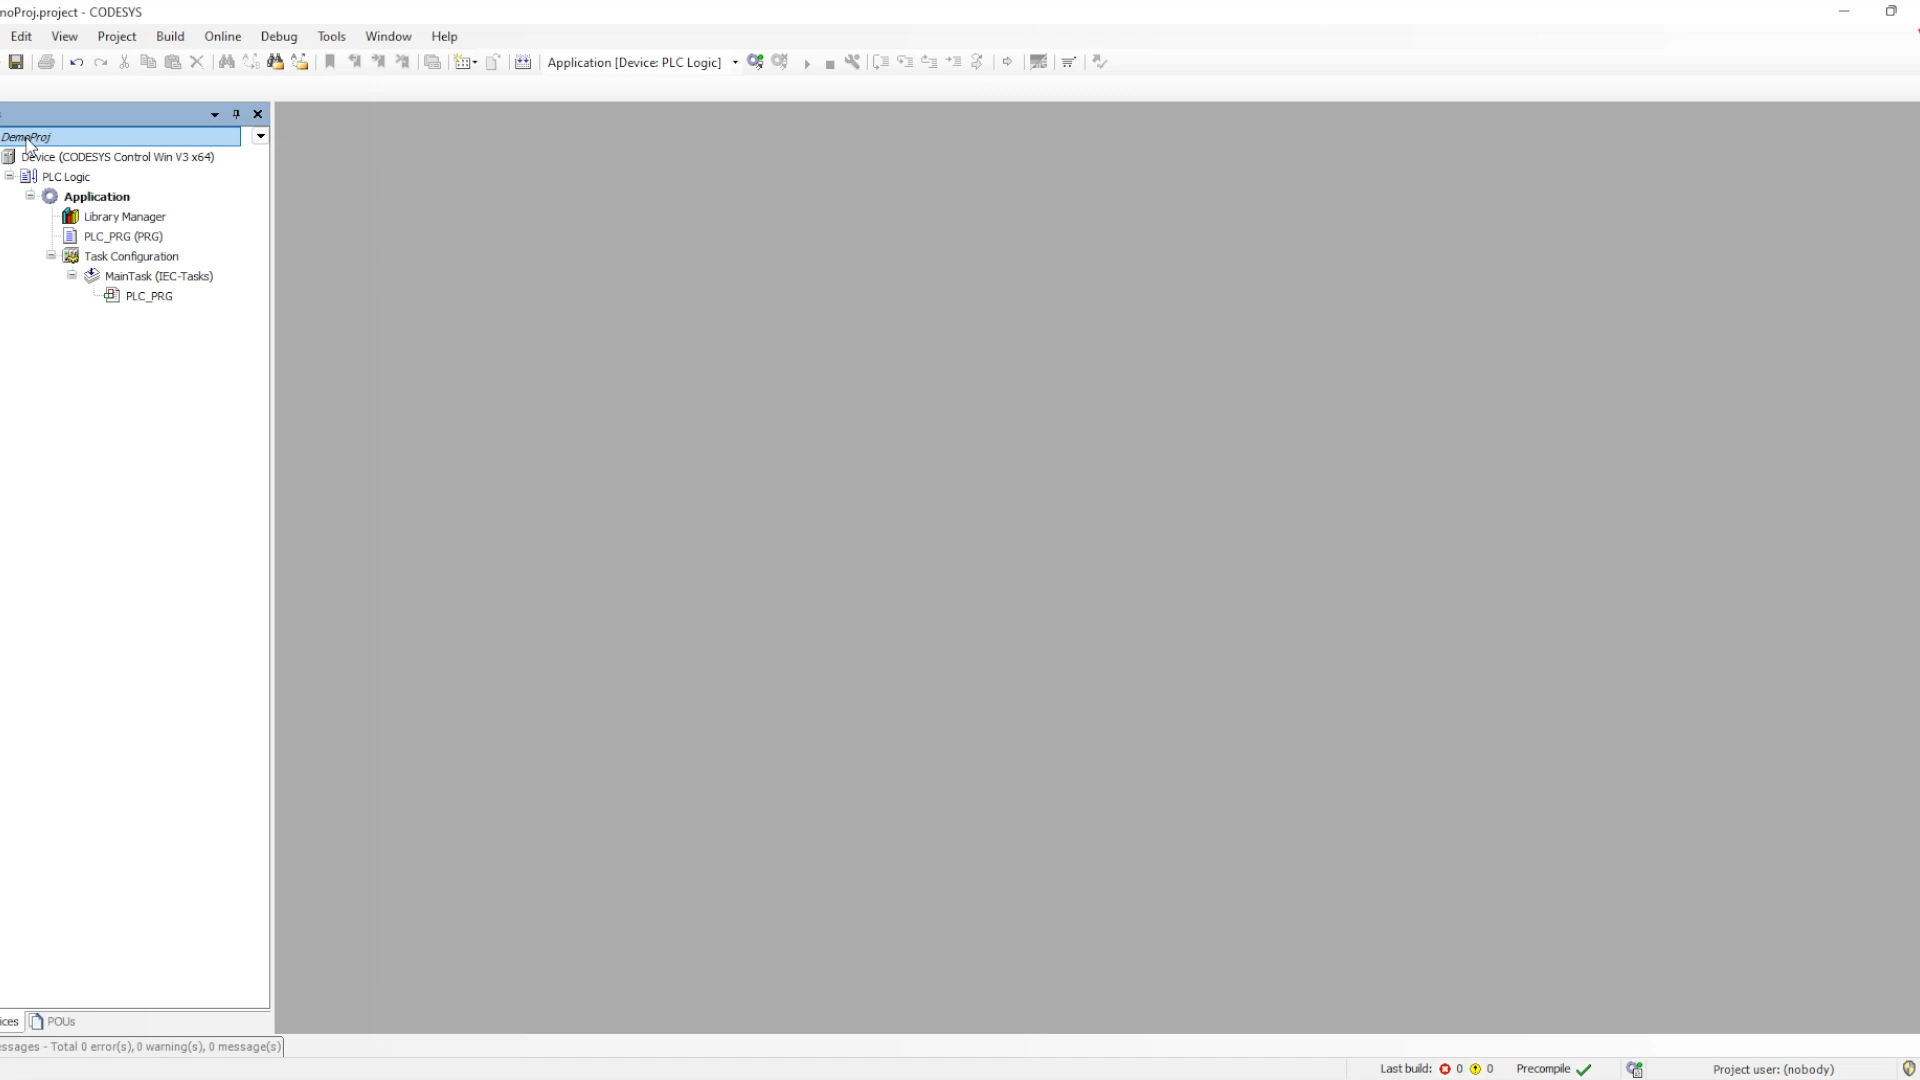 noProj.project - CODESYS
Edit View Project Build Online Debug Tools Window Help
Application [Device: PLC Logic]
DemoProj
Device (CODESYS Control Win V3 x64)
PLC Logic
Application
Library Manager
PLC_PRG (PRG)
Task Configuration
MainTask (IEC-Tasks)
PLC_PRG
ices POUs
essages - Total 0 error(s), 0 warning(s), 0 message(s)
Last build: 0 0 Precompile Project user: (nobody)